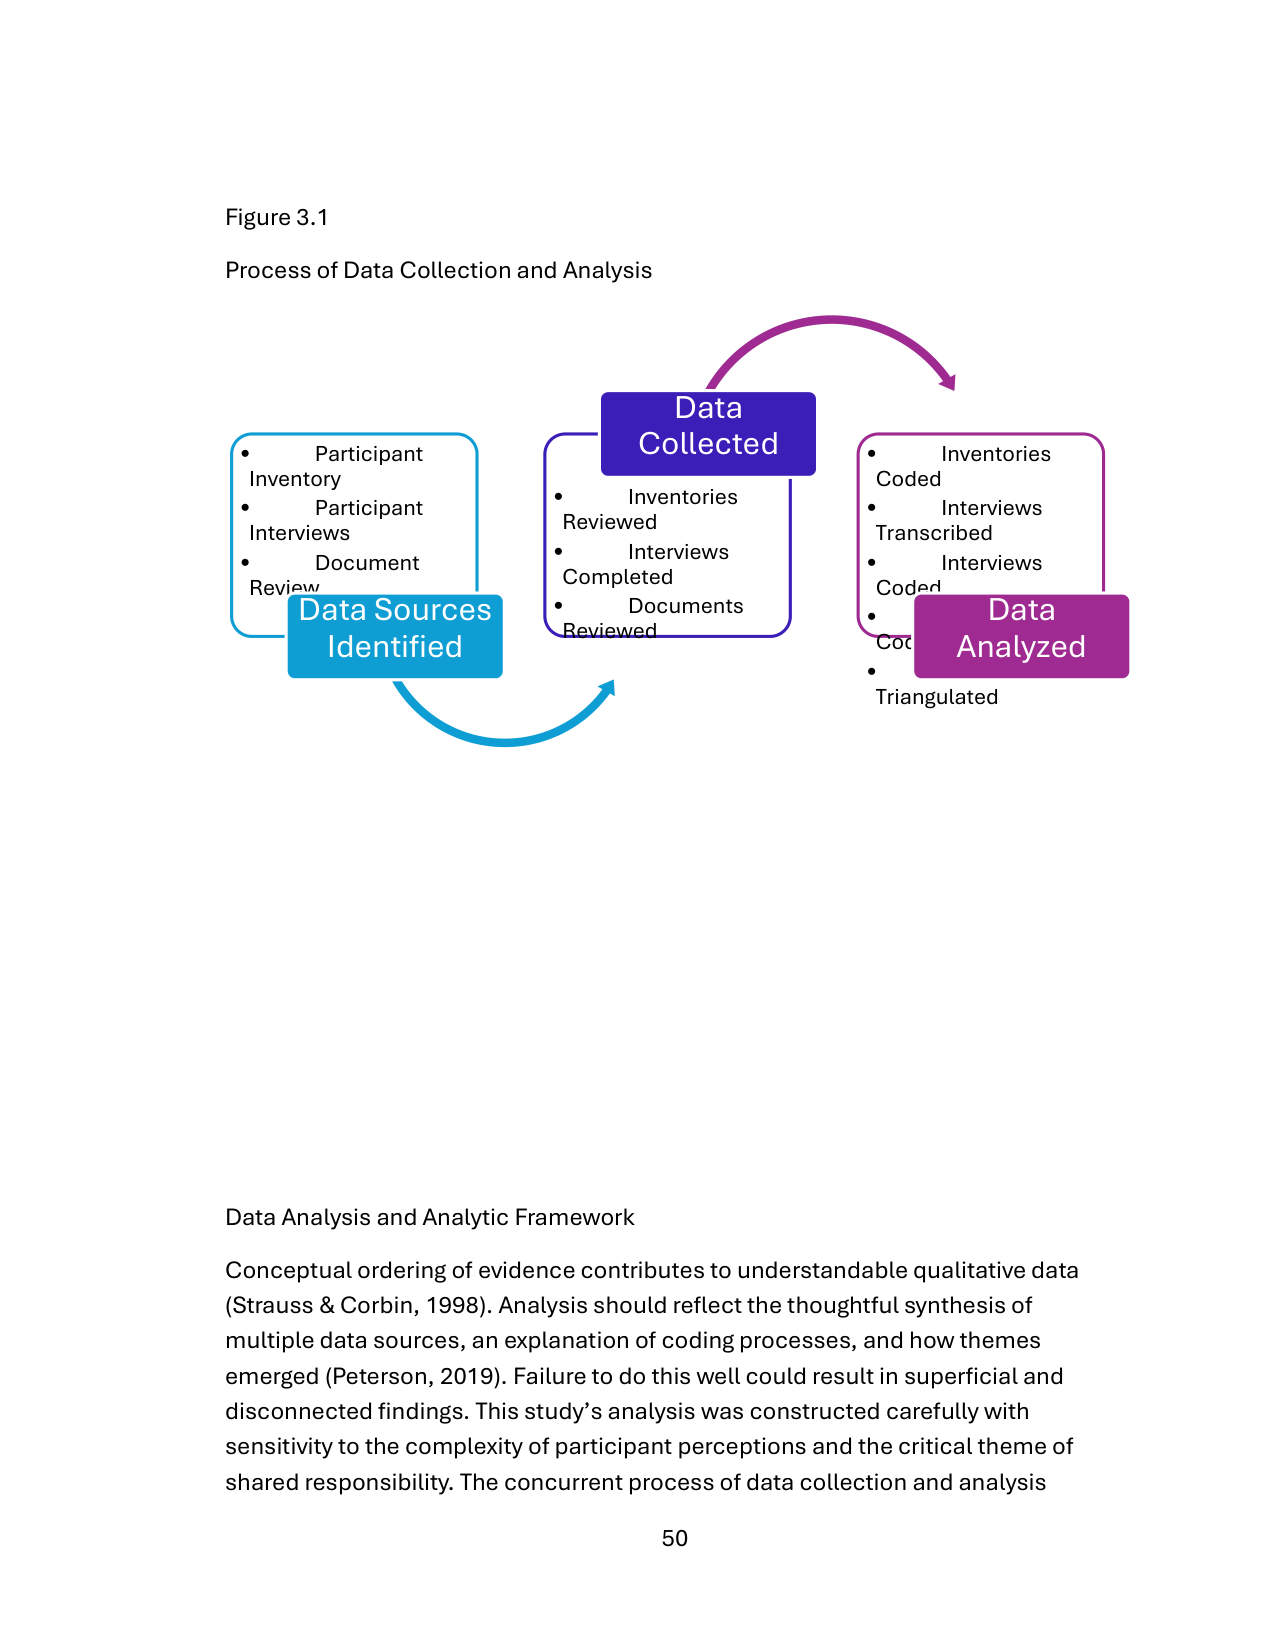 Figure 3.1
Process of Data Collection and Analysis
• Participant
Inventory
• Participant
Interviews
• Document
Review
Data Sources
Identified
Data
Collected
• Inventories
Reviewed
• Interviews
Completed
• Documents
Reviewed
• Inventories
Coded
• Interviews
Transcribed
• Interviews
Coded
•
•
Triangulated
Data
Analyzed
Data Analysis and Analytic Framework
Conceptual ordering of evidence contributes to understandable qualitative data
(Strauss & Corbin, 1998). Analysis should reflect the thoughtful synthesis of
multiple data sources, an explanation of coding processes, and how themes
emerged (Peterson, 2019). Failure to do this well could result in superficial and
disconnected findings. This study’s analysis was constructed carefully with
sensitivity to the complexity of participant perceptions and the critical theme of
shared responsibility. The concurrent process of data collection and analysis
50